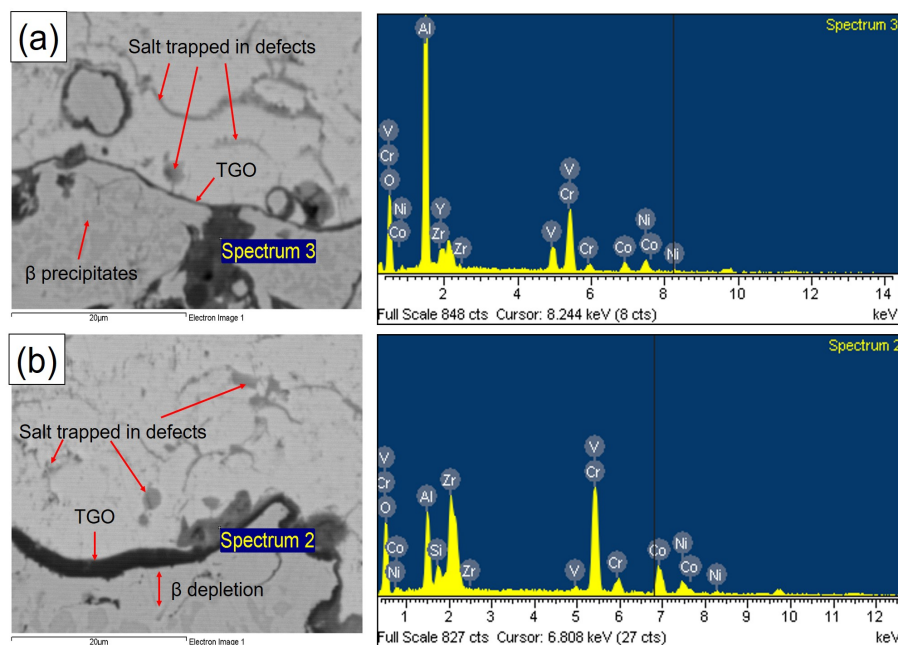 (a)
Salt trapped in defects
TGO
β precipitates
Spectrum 3
20µm
Electron Image 1
Spectrum 3
Al
V
Cr
O
Ni
Co
Y
Zr
Zr
V
V
Cr
Cr
Co
Ni
Co
Ni
2 4 6 8 10 12 14
Full Scale 848 cts Cursor: 8.244 keV (8 cts)
keV
(b)
Salt trapped in defects
TGO
Spectrum 2
β depletion
20µm
Electron Image 1
Spectrum 2
V
Cr
O
Co
Ni
Al
Si
Zr
Zr
V
V
Cr
Cr
Co
Ni
Co
Ni
1 2 3 4 5 6 7 8 9 10 11 12
Full Scale 827 cts Cursor: 6.808 keV (27 cts)
keV